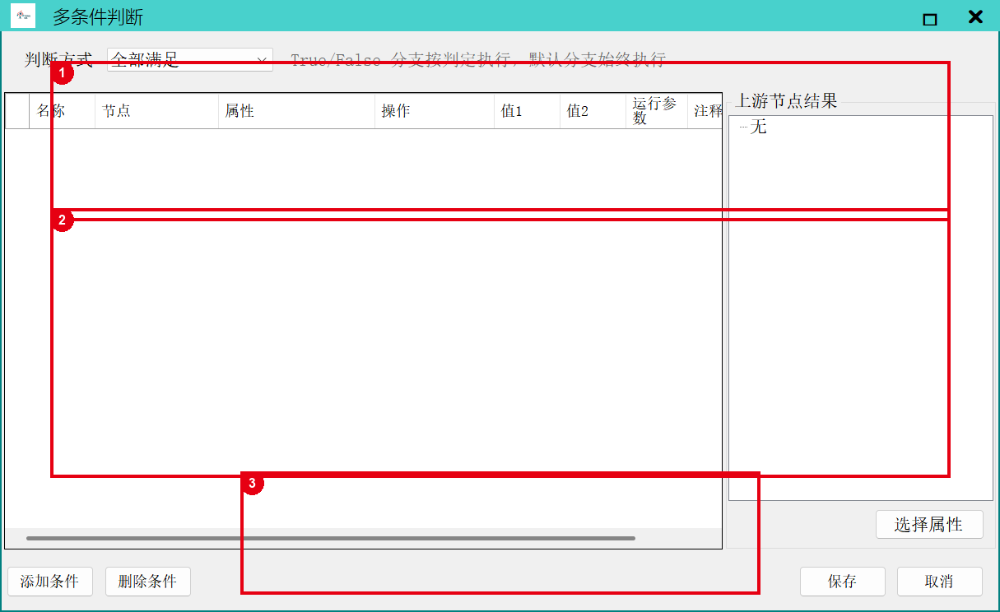 多条件判断
判断方式 全部满足 True/False 分支按判定执行, 默认分支始终执行
1
名称 节点 属性 操作 值1 值2 运行参数 注释
上游节点结果
无
2
3
选择属性
添加条件 删除条件 保存 取消